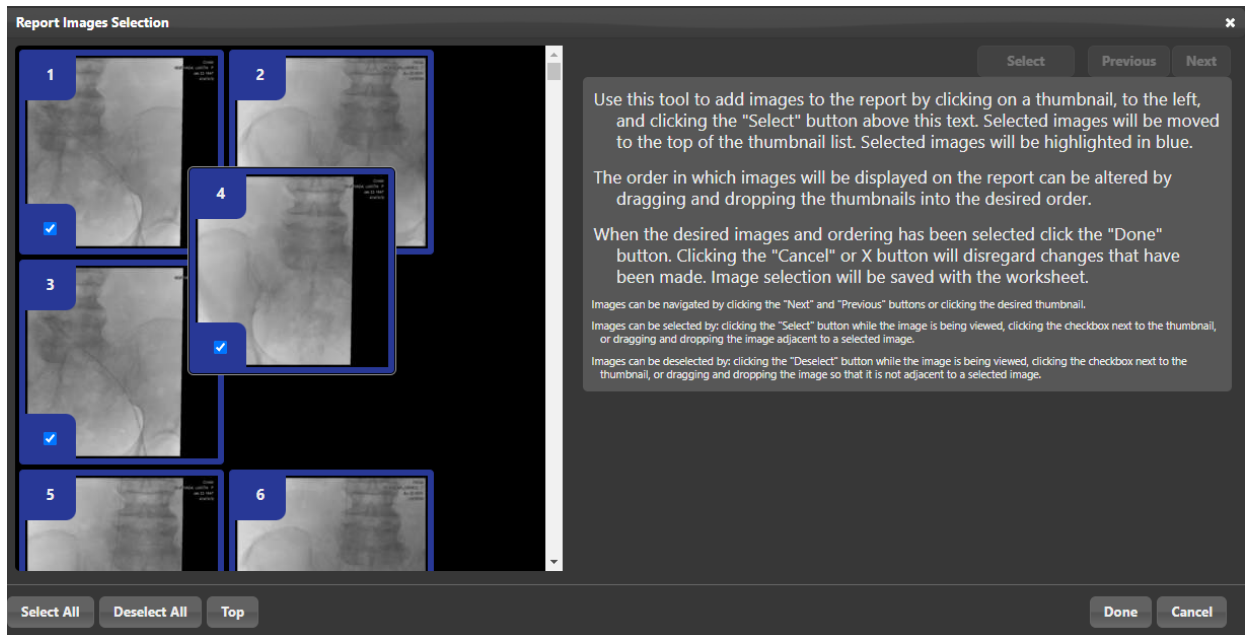 Report Images Selection
×
1
2
4
3
5
6
Select
Previous
Next
Use this tool to add images to the report by clicking on a thumbnail, to the left,
and clicking the "Select" button above this text. Selected images will be moved
to the top of the thumbnail list. Selected images will be highlighted in blue.
The order in which images will be displayed on the report can be altered by
dragging and dropping the thumbnails into the desired order.
When the desired images and ordering has been selected click the "Done"
button. Clicking the "Cancel" or X button will disregard changes that have
been made. Image selection will be saved with the worksheet.
Images can be navigated by clicking the "Next" and "Previous" buttons or clicking the desired thumbnail.
Images can be selected by: clicking the "Select" button while the image is being viewed, clicking the checkbox next to the thumbnail,
or dragging and dropping the image adjacent to a selected image.
Images can be deselected by: clicking the "Deselect" button while the image is being viewed, clicking the checkbox next to the
thumbnail, or dragging and dropping the image so that it is not adjacent to a selected image.
Select All
Deselect All
Top
Done
Cancel